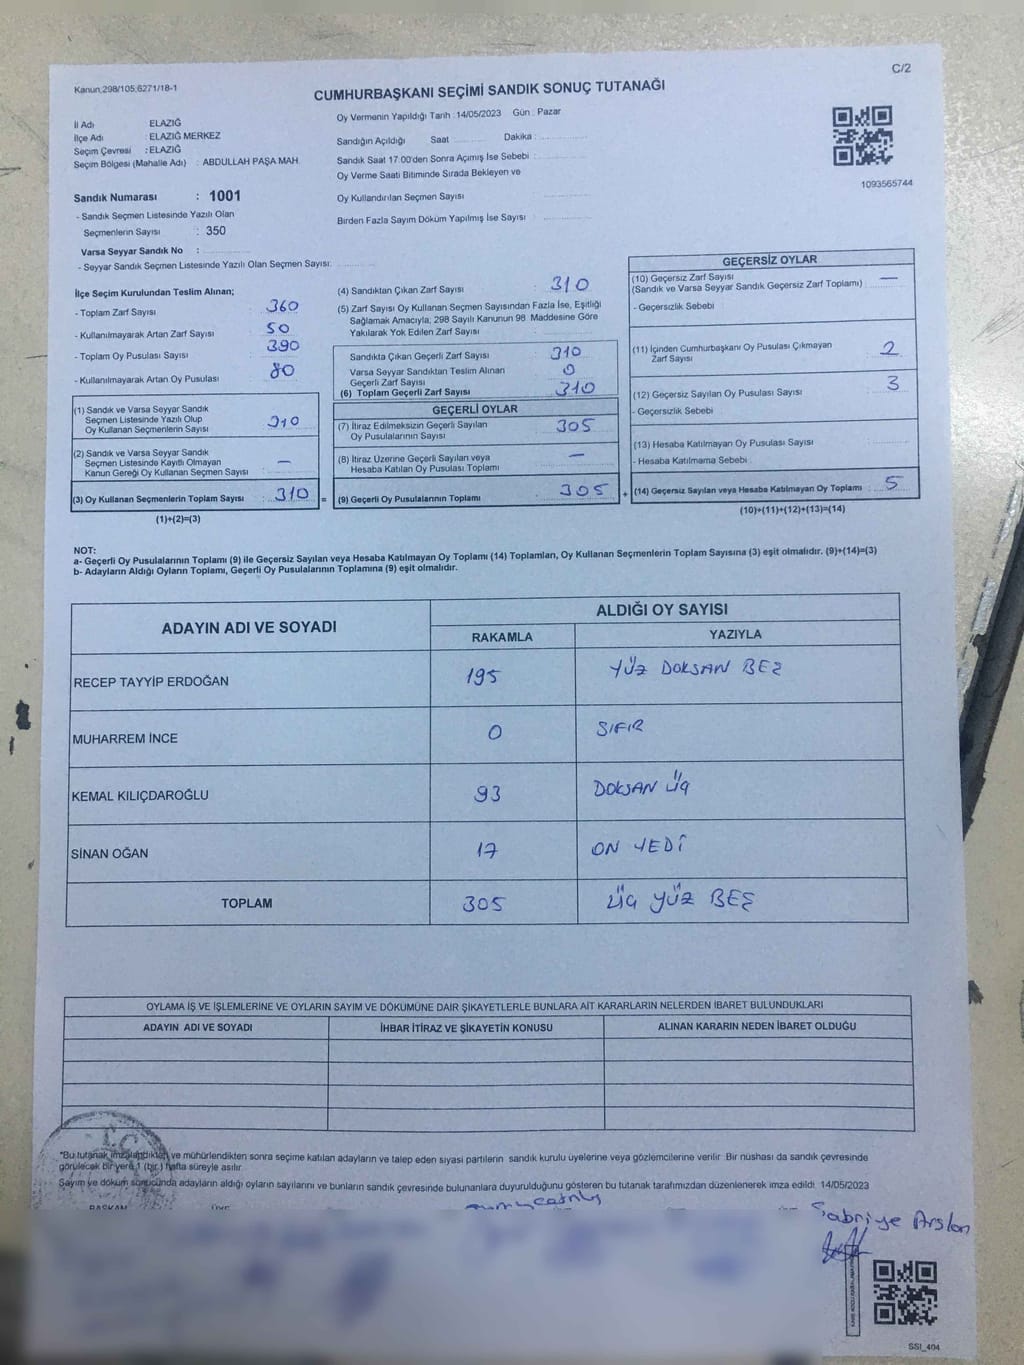 Kanun;298/105;6271/18-1
C/2
CUMHURBAŞKANI SEÇİMİ SANDIK SONUÇ TUTANAĞI
İl Adı ELAZIĞ
İlçe Adı : ELAZIĞ MERKEZ
Seçim Çevresi : ELAZIĞ
Seçim Bölgesi (Mahalle Adı) : ABDULLAH PAŞA MAH.
Sandık Numarası : 1001
- Sandık Seçmen Listesinde Yazılı Olan
Seçmenlerin Sayısı : 350
Varsa Seyyar Sandık No :
- Seyyar Sandık Seçmen Listesinde Yazılı Olan Seçmen Sayısı:
Oy Vermenin Yapıldığı Tarih :14/05/2023 Gün : Pazar
Sandığın Açıldığı Saat Dakika :
Sandık Saat 17:00'den Sonra Açımış İse Sebebi :
Oy Verme Saati Bitiminde Sırada Bekleyen ve
Oy Kullandırılan Seçmen Sayısı
Birden Fazla Sayım Döküm Yapılmış İse Sayısı
1093565744
İlçe Seçim Kurulundan Teslim Alınan;
- Toplam Zarf Sayısı : 360
- Kullanılmayarak Artan Zarf Sayısı 50
- Toplam Oy Pusulası Sayısı 390
- Kullanılmayarak Artan Oy Pusulası 80
(1) Sandık ve Varsa Seyyar Sandık
Seçmen Listesinde Yazılı Olup
Oy Kullanan Seçmenlerin Sayısı 310
(2) Sandık ve Varsa Seyyar Sandık
Seçmen Listesinde Kayıtlı Olmayan
Kanun Gereği Oy Kullanan Seçmen Sayısı –
(3) Oy Kullanan Seçmenlerin Toplam Sayısı : 310 =
(1)+(2)=(3)
(4) Sandıktan Çıkan Zarf Sayısı 310
(5) Zarf Sayısı Oy Kullanan Seçmen Sayısından Fazla İse, Eşitliği
Sağlamak Amacıyla; 298 Sayılı Kanunun 98. Maddesine Göre
Yakılarak Yok Edilen Zarf Sayısı
Sandıkta Çıkan Geçerli Zarf Sayısı 310
Varsa Seyyar Sandıktan Teslim Alınan
Geçerli Zarf Sayısı 0
(6) Toplam Geçerli Zarf Sayısı 310
GEÇERLİ OYLAR
(7) İtiraz Edilmeksizin Geçerli Sayılan
Oy Pusulalarının Sayısı 305
(8) İtiraz Üzerine Geçerli Sayılan veya
Hesaba Katılan Oy Pusulası Toplamı –
(9) Geçerli Oy Pusulalarının Toplamı 305 +
GEÇERSİZ OYLAR
(10) Geçersiz Zarf Sayısı
(Sandık ve Varsa Seyyar Sandık Geçersiz Zarf Toplamı) –
- Geçersizlik Sebebi :
(11) İçinden Cumhurbaşkanı Oy Pusulası Çıkmayan
Zarf Sayısı 2
(12) Geçersiz Sayılan Oy Pusulası Sayısı 3
- Geçersizlik Sebebi
(13) Hesaba Katılmayan Oy Pusulası Sayısı
- Hesaba Katılmama Sebebi
(14) Geçersiz Sayılan veya Hesaba Katılmayan Oy Toplamı : 5
(10)+(11)+(12)+(13)=(14)
NOT:
a- Geçerli Oy Pusulalarının Toplamı (9) ile Geçersiz Sayılan veya Hesaba Katılmayan Oy Toplamı (14) Toplamları, Oy Kullanan Seçmenlerin Toplam Sayısına (3) eşit olmalıdır. (9)+(14)=(3)
b- Adayların Aldığı Oyların Toplamı, Geçerli Oy Pusulalarının Toplamına (9) eşit olmalıdır.
ADAYIN ADI VE SOYADI ALDIĞI OY SAYISI
RAKAMLA YAZIYLA
RECEP TAYYİP ERDOĞAN 195 YÜZ DOKSAN BEŞ
MUHARREM İNCE 0 SIFIR
KEMAL KILIÇDAROĞLU 93 DOKSAN ÜÇ
SİNAN OĞAN 17 ON YEDİ
TOPLAM 305 ÜÇ YÜZ BEŞ
OYLAMA İŞ VE İŞLEMLERİNE VE OYLARIN SAYIM VE DÖKÜMÜNE DAİR ŞİKAYETLERLE BUNLARA AİT KARARLARIN NELERDEN İBARET BULUNDUKLARI
ADAYIN ADI VE SOYADI İHBAR İTİRAZ VE ŞİKAYETİN KONUSU ALINAN KARARIN NEDEN İBARET OLDUĞU
T.C.
"Bu tutanak imzalandıktan ve mühürlendikten sonra seçime katılan adayların ve talep eden siyasi partilerin sandık kurulu üyelerine veya gözlemcilerine verilir. Bir nüshası da sandık çevresinde
görülecek bir yere 1 (bir) hafta süreyle asılır.
Sayım ve döküm sonucunda adayların aldığı oyların sayılarını ve bunların sandık çevresinde bulunanlara duyurulduğunu gösteren bu tutanak tarafımızdan düzenlenerek imza edildi. 14/05/2023
BAŞKAN ÜYE
Sabriye Arslan
SSI_404